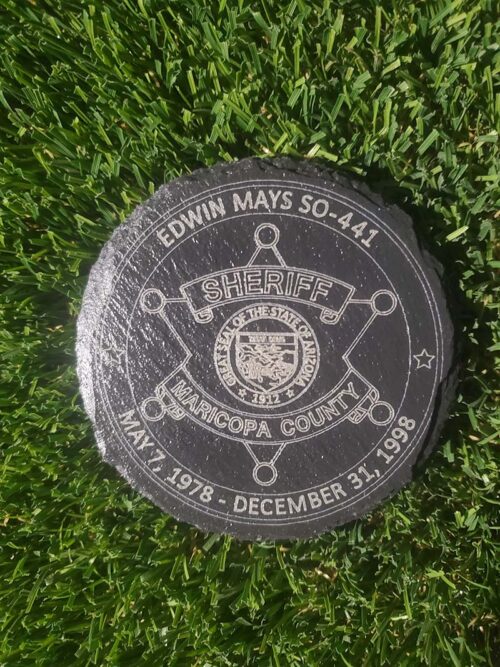 EDWIN MAYS SO-441
SHERIFF
GREAT SEAL OF THE STATE OF ARIZONA
1912
MARICOPA COUNTY
MAY 7, 1978 - DECEMBER 31, 1998